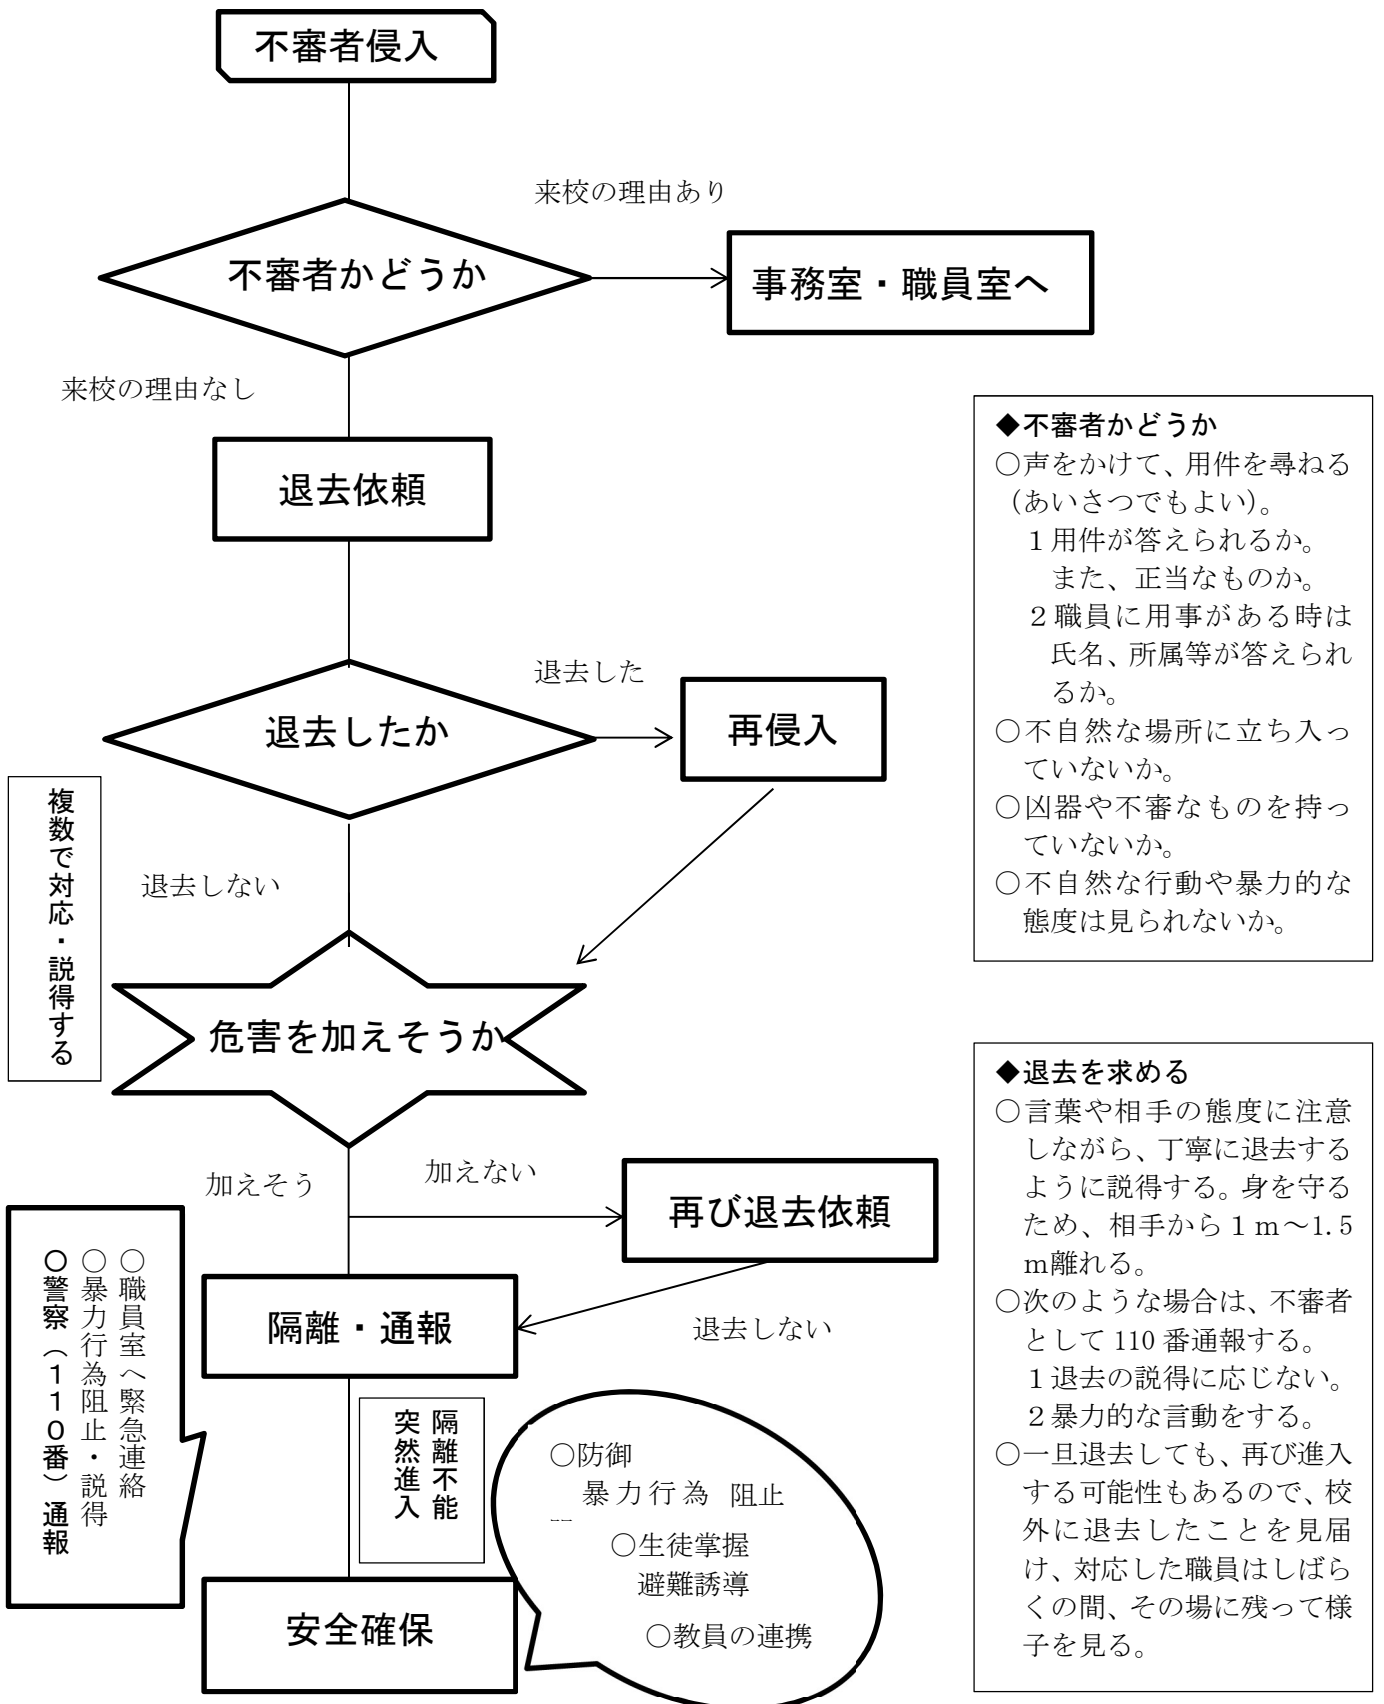 不審者侵入
来校の理由あり
不審者かどうか
事務室・職員室へ
来校の理由なし
退去依頼
退去した
退去したか
再侵入
複数で対応・説得する
退去しない
危害を加えそうか
加えそう
加えない
再び退去依頼
○職員室へ緊急連絡
○暴力行為阻止・説得
○警察（１１０番）通報
隔離・通報
退去しない
隔離不能
突然進入
○防御
暴力行為 阻止
○生徒掌握
避難誘導
○教員の連携
安全確保
◆不審者かどうか
○声をかけて、用件を尋ねる
（あいさつでもよい）。
１用件が答えられるか。
また、正当なものか。
２職員に用事がある時は
氏名、所属等が答えられ
るか。
○不自然な場所に立ち入っ
ていないか。
○凶器や不審なものを持っ
ていないか。
○不自然な行動や暴力的な
態度は見られないか。
◆退去を求める
○言葉や相手の態度に注意
しながら、丁寧に退去する
ように説得する。身を守る
ため、相手から１ｍ～1.5
ｍ離れる。
○次のような場合は、不審者
として 110 番通報する。
１退去の説得に応じない。
２暴力的な言動をする。
○一旦退去しても、再び進入
する可能性もあるので、校
外に退去したことを見届
け、対応した職員はしばら
くの間、その場に残って様
子を見る。